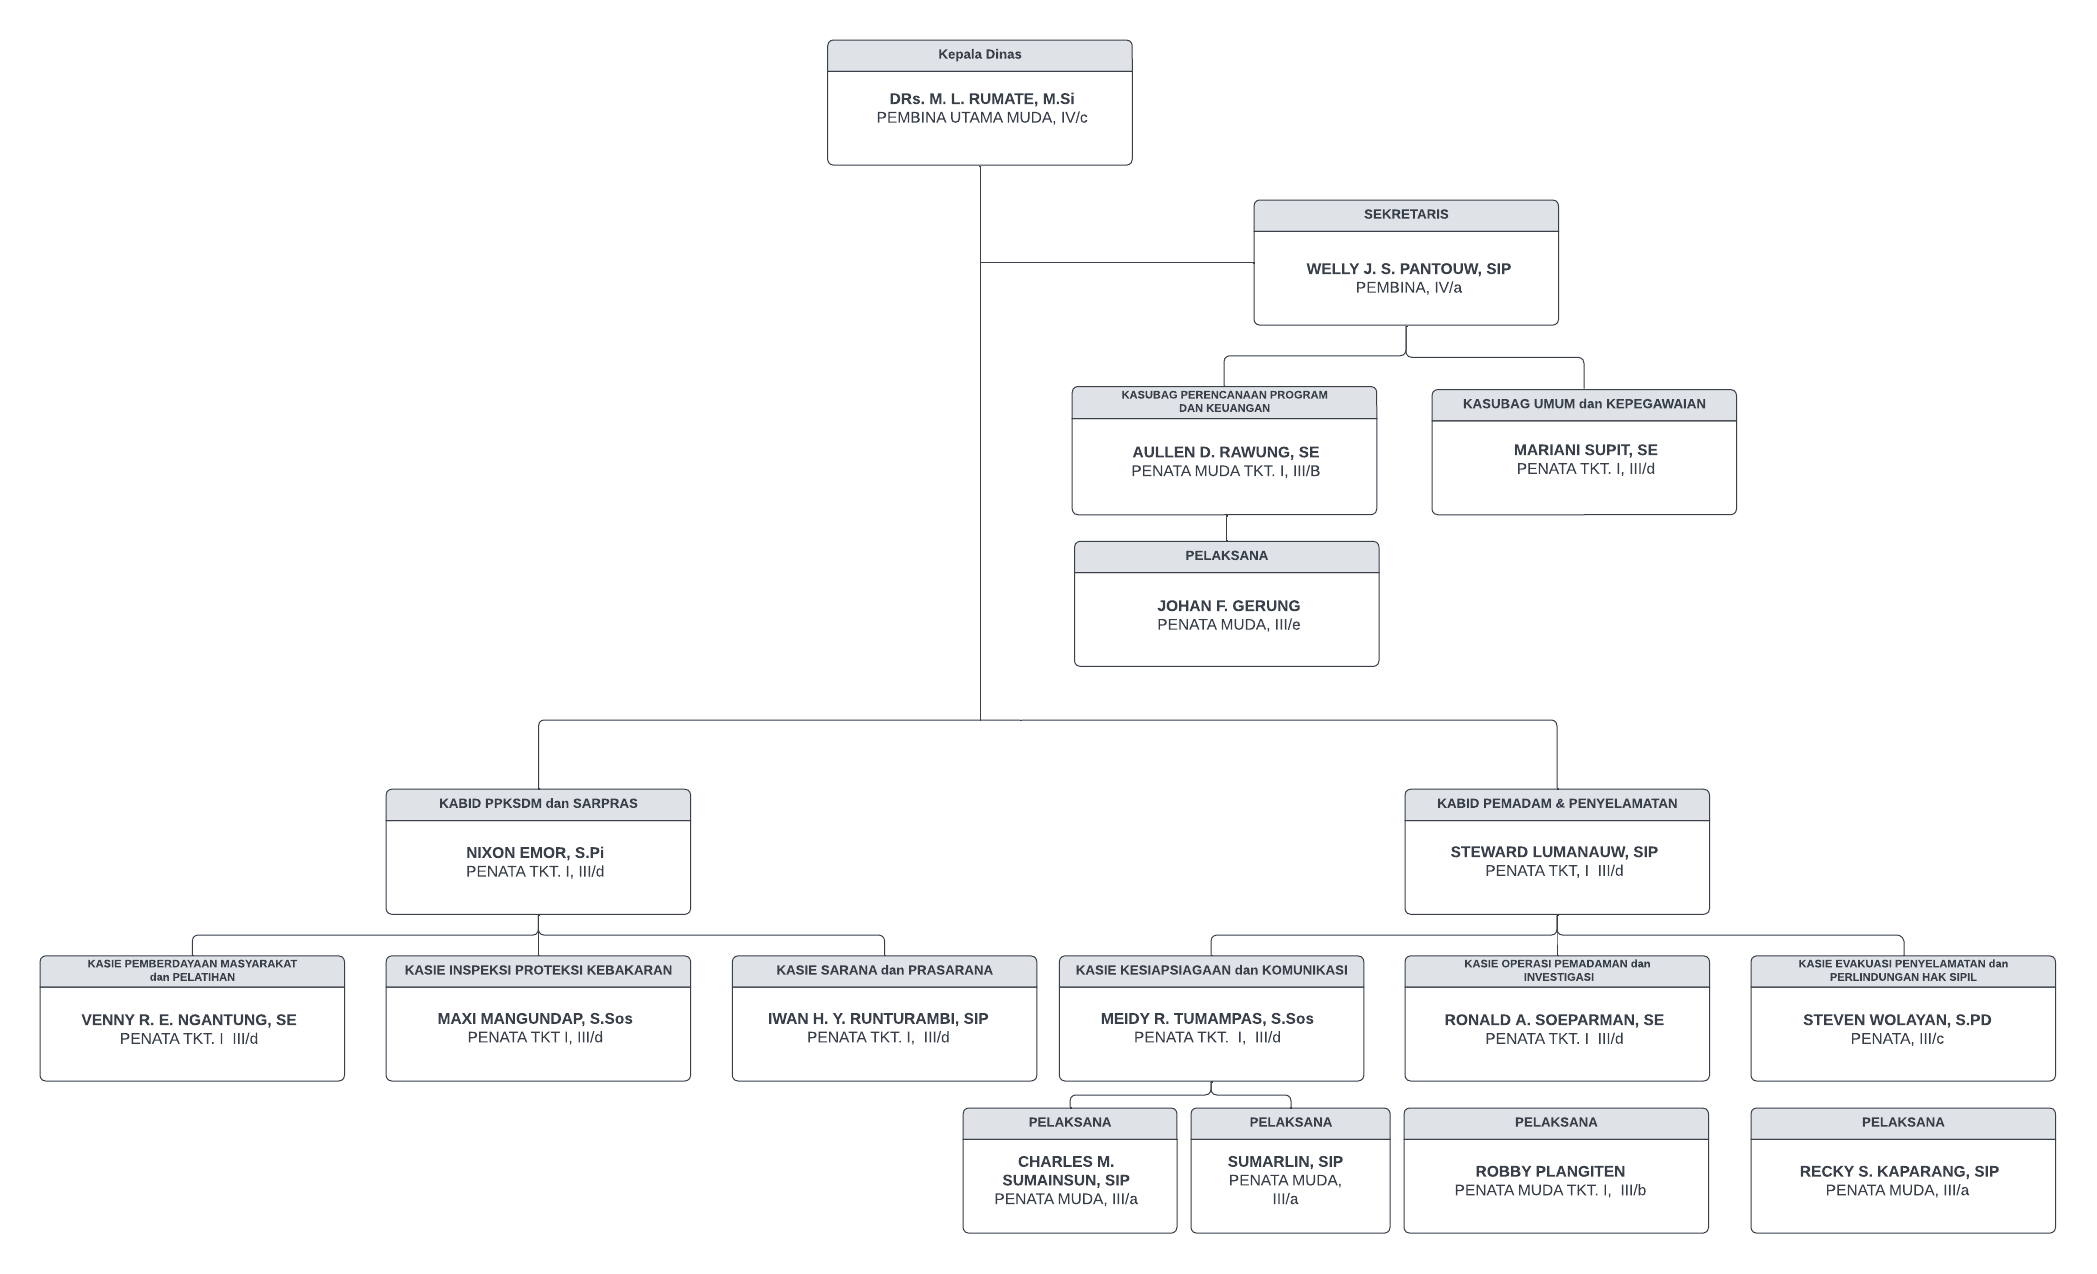 Kepala Dinas
DRs. M. L. RUMATE, M.Si
PEMBINA UTAMA MUDA, IV/c
SEKRETARIS
WELLY J. S. PANTOUW, SIP
PEMBINA, IV/a
KASUBAG PERENCANAAN PROGRAM
DAN KEUANGAN
AULLEN D. RAWUNG, SE
PENATA MUDA TKT. I, III/B
KASUBAG UMUM dan KEPEGAWAIAN
MARIANI SUPIT, SE
PENATA TKT. I, III/d
PELAKSANA
JOHAN F. GERUNG
PENATA MUDA, III/e
KABID PPKSDM dan SARPRAS
NIXON EMOR, S.Pi
PENATA TKT. I, III/d
KABID PEMADAM & PENYELAMATAN
STEWARD LUMANAUW, SIP
PENATA TKT, I  III/d
KASIE PEMBERDAYAAN MASYARAKAT
dan PELATIHAN
VENNY R. E. NGANTUNG, SE
PENATA TKT. I  III/d
KASIE INSPEKSI PROTEKSI KEBAKARAN
MAXI MANGUNDAP, S.Sos
PENATA TKT I, III/d
KASIE SARANA dan PRASARANA
IWAN H. Y. RUNTURAMBI, SIP
PENATA TKT. I,  III/d
KASIE KESIAPSIAGAAN dan KOMUNIKASI
MEIDY R. TUMAMPAS, S.Sos
PENATA TKT.  I,  III/d
KASIE OPERASI PEMADAMAN dan
INVESTIGASI
RONALD A. SOEPARMAN, SE
PENATA TKT. I  III/d
KASIE EVAKUASI PENYELAMATAN dan
PERLINDUNGAN HAK SIPIL
STEVEN WOLAYAN, S.PD
PENATA, III/c
PELAKSANA
CHARLES M.
SUMAINSUN, SIP
PENATA MUDA, III/a
PELAKSANA
SUMARLIN, SIP
PENATA MUDA,
III/a
PELAKSANA
ROBBY PLANGITEN
PENATA MUDA TKT. I,  III/b
PELAKSANA
RECKY S. KAPARANG, SIP
PENATA MUDA, III/a